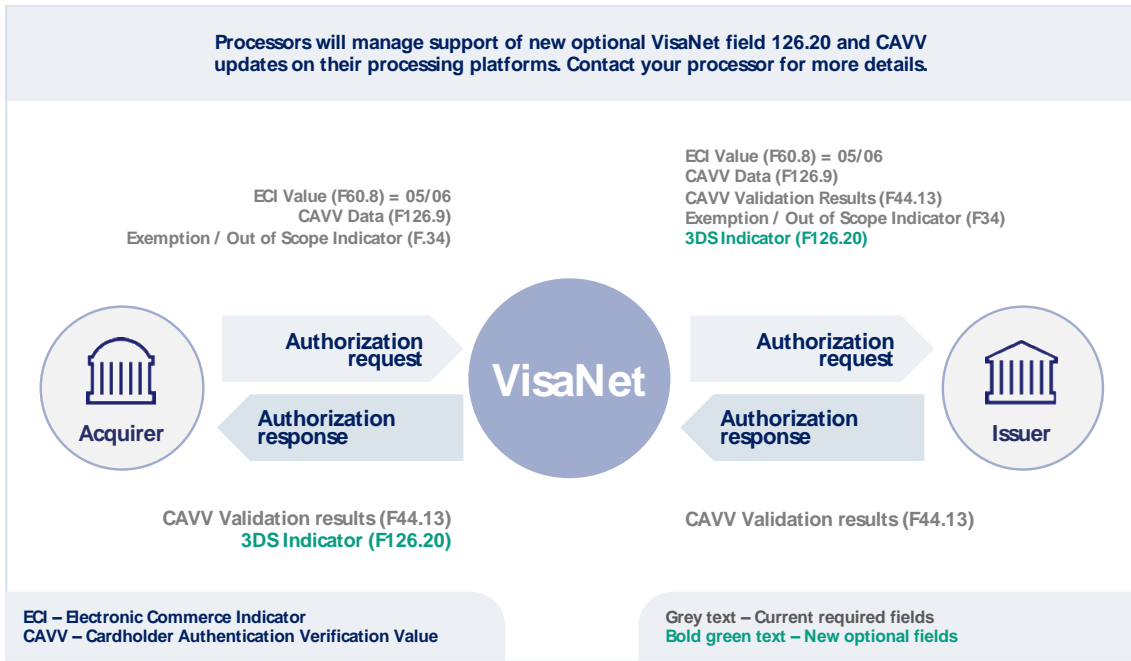 Processors will manage support of new optional VisaNet field 126.20 and CAVV
updates on their processing platforms. Contact your processor for more details.
ECI Value (F60.8) = 05/06
CAVV Data (F126.9)
Exemption / Out of Scope Indicator (F.34)
ECI Value (F60.8) = 05/06
CAVV Data (F126.9)
CAVV Validation Results (F44.13)
Exemption / Out of Scope Indicator (F34)
3DS Indicator (F126.20)
Acquirer
Authorization
request
Authorization
response
VisaNet
Authorization
request
Authorization
response
Issuer
CAVV Validation results (F44.13)
3DS Indicator (F126.20)
CAVV Validation results (F44.13)
ECI – Electronic Commerce Indicator
CAVV – Cardholder Authentication Verification Value
Grey text – Current required fields
Bold green text – New optional fields